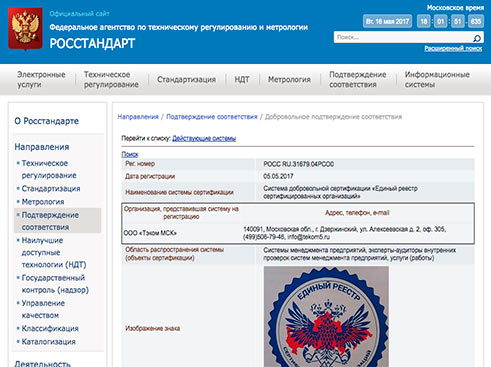 Официальный сайт
Федеральное агентство по техническому регулированию и метрологии
РОССТАНДАРТ
Московское время
Вт. 16 мая 2017
18 : 01 : 51 . 635
Поиск...
Расширенный поиск
Электронные услуги
Техническое регулирование
Стандартизация
НДТ
Метрология
Подтверждение соответствия
Информационные системы
О Росстандарте
Направления
Техническое
регулирование
Стандартизация
Метрология
Подтверждение
соответствия
Наилучшие
доступные
технологии (НДТ)
Государственный
контроль (надзор)
Управление
качеством
Классификация
Каталогизация
Деятельность
Направления / Подтверждение соответствия / Добровольное подтверждение соответствия
Перейти к списку: Действующие системы
Поиск
Рег. номер РОСС RU.31679.04РСО0
Дата регистрации 05.05.2017
Наименование системы сертификации Система добровольной сертификации «Единый реестр
сертифицированных организаций»
Организация, представившая систему на
регистрацию
Адрес, телефон, e-mail
ООО «Тэком МСК»
140091, Московская обл., г. Дзержинский, ул. Алексеевская д. 2, оф. 305,
(499)506-79-46, info@tekom5.ru
Область распространения системы
(объекты сертификации)
Системы менеджмента предприятий, эксперты-аудиторы внутренних
проверок систем менеджмента предприятий, услуги (работы)
Изображение знака
ЕДИНЫЙ РЕЕСТР